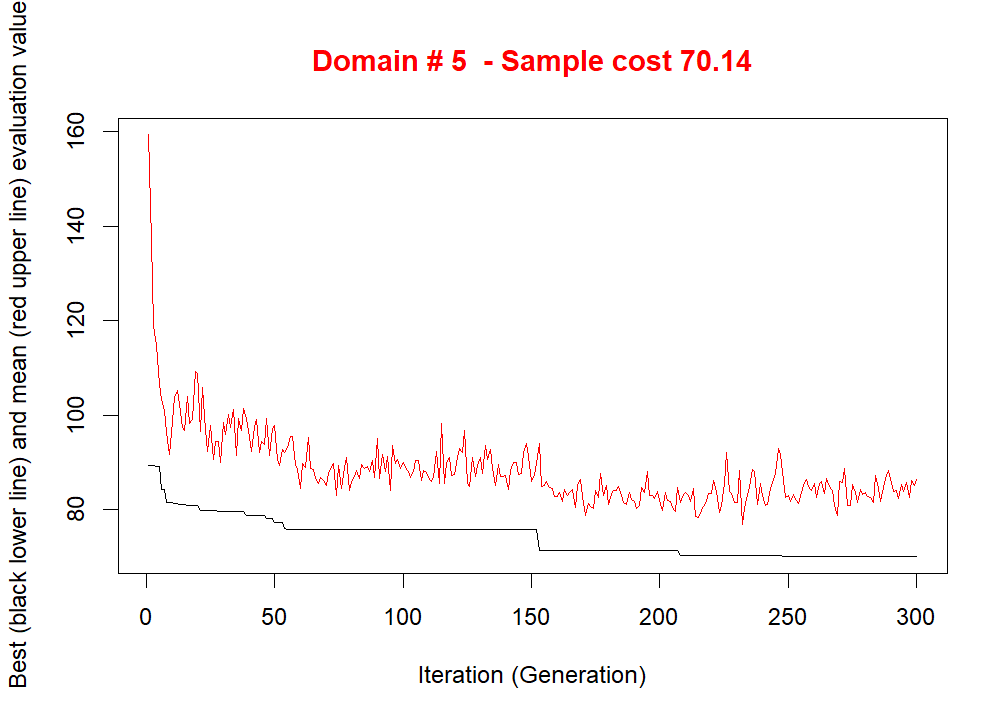 Domain # 5  - Sample cost 70.14
Best (black lower line) and mean (red upper line) evaluation value
160
140
120
100
80
0 50 100 150 200 250 300
Iteration (Generation)